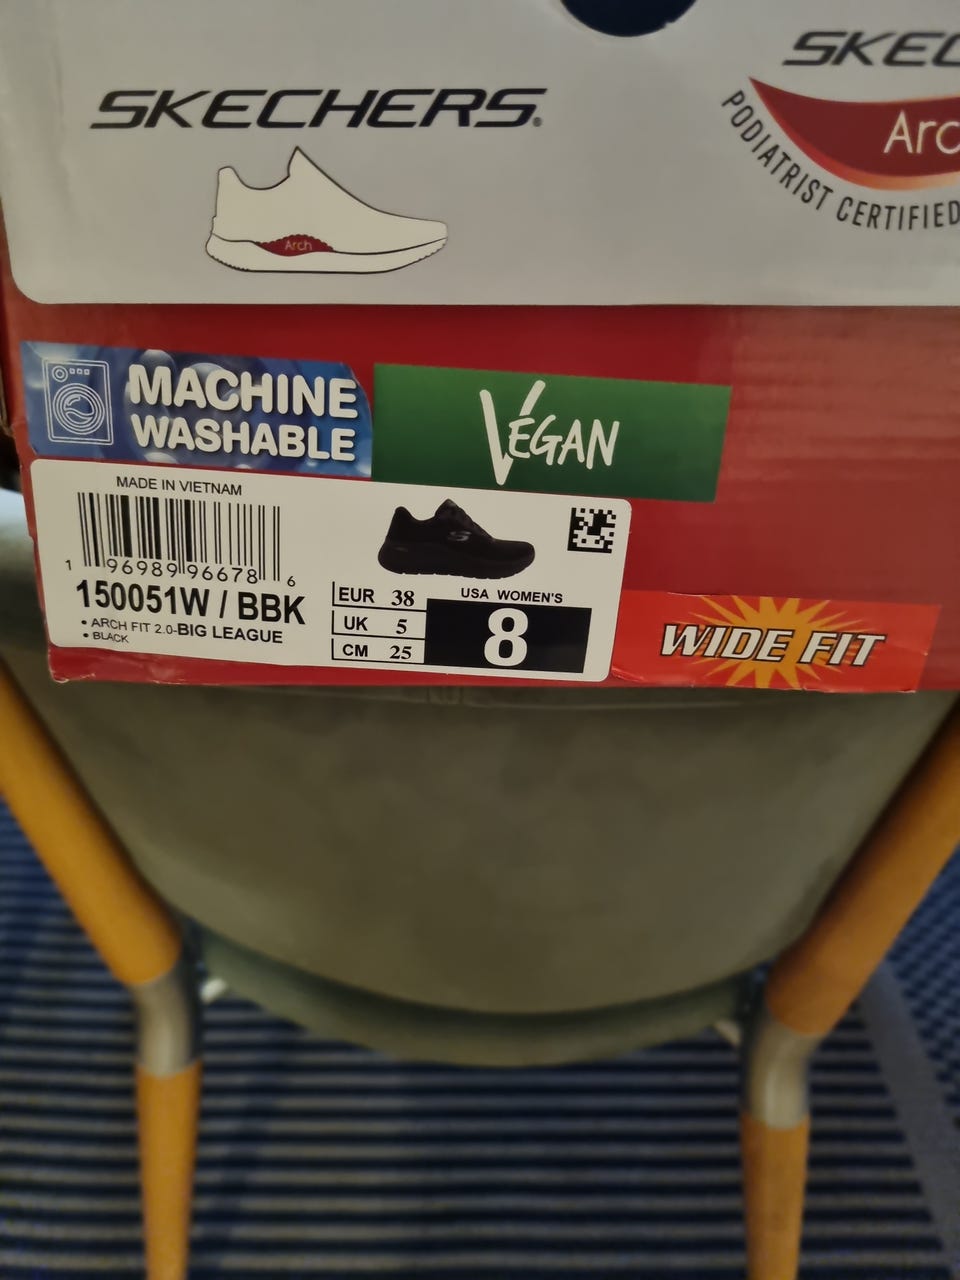 SKECHERS.
Arch
SKEC
Arc
PODIATRIST CERTIFIED
MACHINE
WASHABLE
VÉGAN
MADE IN VIETNAM
1 96989 96678 6
150051W / BBK
• ARCH FIT 2.0-BIG LEAGUE
• BLACK
EUR 38
UK 5
CM 25
USA WOMEN'S
8
WIDE FIT